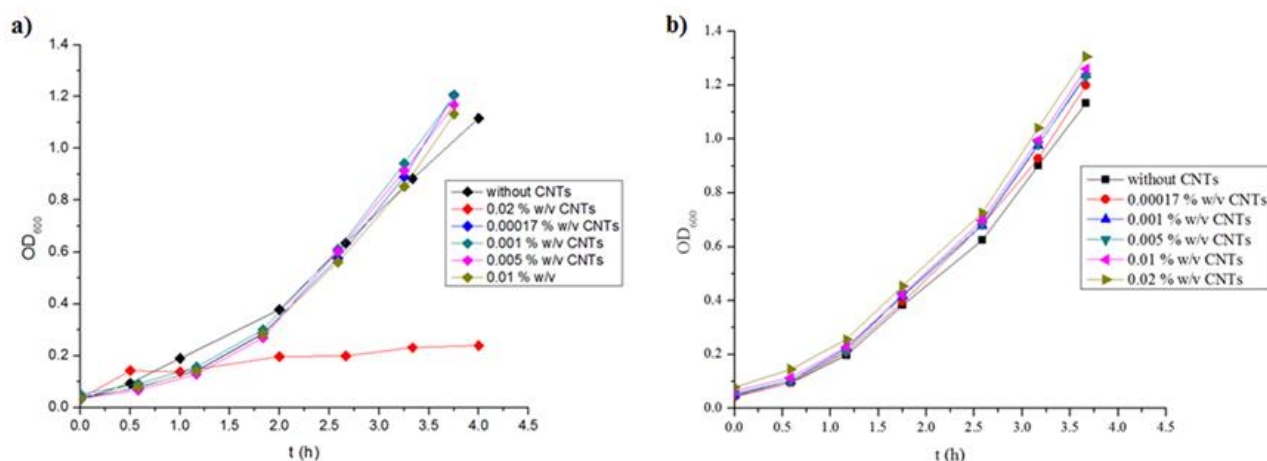 a)
1.4
1.2
1.0
0.8
0.6
0.4
0.2
0.0
OD600
0.0 0.5 1.0 1.5 2.0 2.5 3.0 3.5 4.0 4.5
t (h)
without CNTs
0.02 % w/v CNTs
0.00017 % w/v CNTs
0.001 % w/v CNTs
0.005 % w/v CNTs
0.01 % w/v
b)
1.4
1.2
1.0
0.8
0.6
0.4
0.2
0.0
OD600
0.0 0.5 1.0 1.5 2.0 2.5 3.0 3.5 4.0 4.5
t (h)
without CNTs
0.00017 % w/v CNTs
0.001 % w/v CNTs
0.005 % w/v CNTs
0.01 % w/v CNTs
0.02 % w/v CNTs